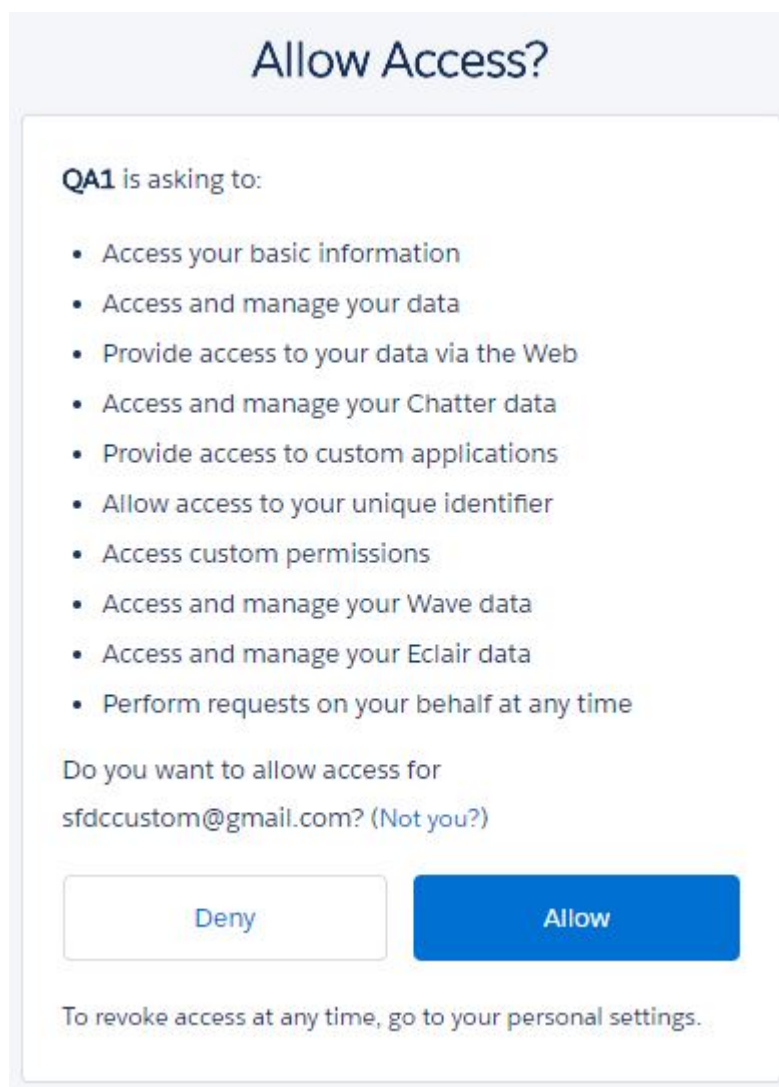 Allow Access?
QA1 is asking to:
• Access your basic information
• Access and manage your data
• Provide access to your data via the Web
• Access and manage your Chatter data
• Provide access to custom applications
• Allow access to your unique identifier
• Access custom permissions
• Access and manage your Wave data
• Access and manage your Eclair data
• Perform requests on your behalf at any time
Do you want to allow access for
sfdccustom@gmail.com? (Not you?)
Deny
Allow
To revoke access at any time, go to your personal settings.